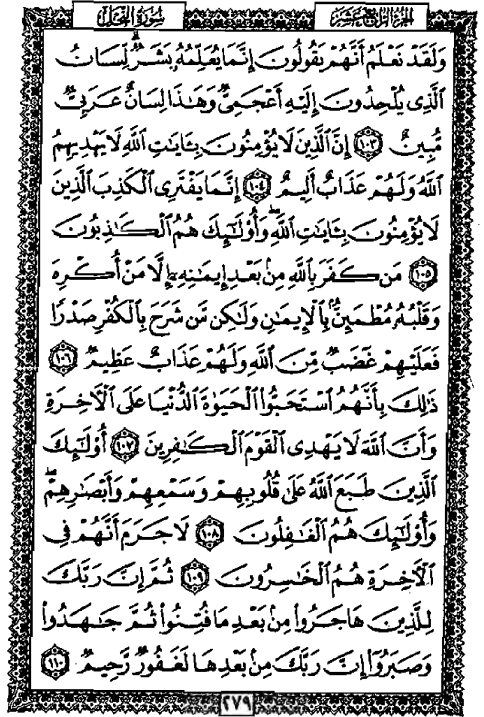 الجزء الرابع عشر
سورة النحل
وَلَقَدْ نَعْلَمُ أَنَّهُمْ يَقُولُونَ إِنَّمَا يُعَلِّمُهُۥ بَشَرٌۗ لِّسَانُ
ٱلَّذِى يُلْحِدُونَ إِلَيْهِ أَعْجَمِىٌّ وَهَـٰذَا لِسَانٌ عَرَبِىٌّ
مُّبِينٌ ١٠٣ إِنَّ ٱلَّذِينَ لَا يُؤْمِنُونَ بِـَٔايَـٰتِ ٱللَّهِ لَا يَهْدِيهِمُ
ٱللَّهُ وَلَهُمْ عَذَابٌ أَلِيمٌ ١٠٤ إِنَّمَا يَفْتَرِى ٱلْكَذِبَ ٱلَّذِينَ
لَا يُؤْمِنُونَ بِـَٔايَـٰتِ ٱللَّهِۖ وَأُو۟لَـٰٓئِكَ هُمُ ٱلْكَـٰذِبُونَ
١٠٥ مَن كَفَرَ بِٱللَّهِ مِنۢ بَعْدِ إِيمَـٰنِهِۦٓ إِلَّا مَنْ أُكْرِهَ
وَقَلْبُهُۥ مُطْمَئِنٌّۢ بِٱلْإِيمَـٰنِ وَلَـٰكِن مَّن شَرَحَ بِٱلْكُفْرِ صَدْرًا
فَعَلَيْهِمْ غَضَبٌ مِّنَ ٱللَّهِ وَلَهُمْ عَذَابٌ عَظِيمٌ ١٠٦
ذَٰلِكَ بِأَنَّهُمُ ٱسْتَحَبُّوا۟ ٱلْحَيَوٰةَ ٱلدُّنْيَا عَلَى ٱلْـَٔاخِرَةِ
وَأَنَّ ٱللَّهَ لَا يَهْدِى ٱلْقَوْمَ ٱلْكَـٰفِرِينَ ١٠٧ أُو۟لَـٰٓئِكَ
ٱلَّذِينَ طَبَعَ ٱللَّهُ عَلَىٰ قُلُوبِهِمْ وَسَمْعِهِمْ وَأَبْصَـٰرِهِمْۖ
وَأُو۟لَـٰٓئِكَ هُمُ ٱلْغَـٰفِلُونَ ١٠٨ لَا جَرَمَ أَنَّهُمْ فِى
ٱلْـَٔاخِرَةِ هُمُ ٱلْخَـٰسِرُونَ ١٠٩ ثُمَّ إِنَّ رَبَّكَ
لِلَّذِينَ هَاجَرُوا۟ مِنۢ بَعْدِ مَا فُتِنُوا۟ ثُمَّ جَـٰهَدُوا۟
وَصَبَرُوٓا۟ إِنَّ رَبَّكَ مِنۢ بَعْدِهَا لَغَفُورٌ رَّحِيمٌ ١١٠
٢٧٩